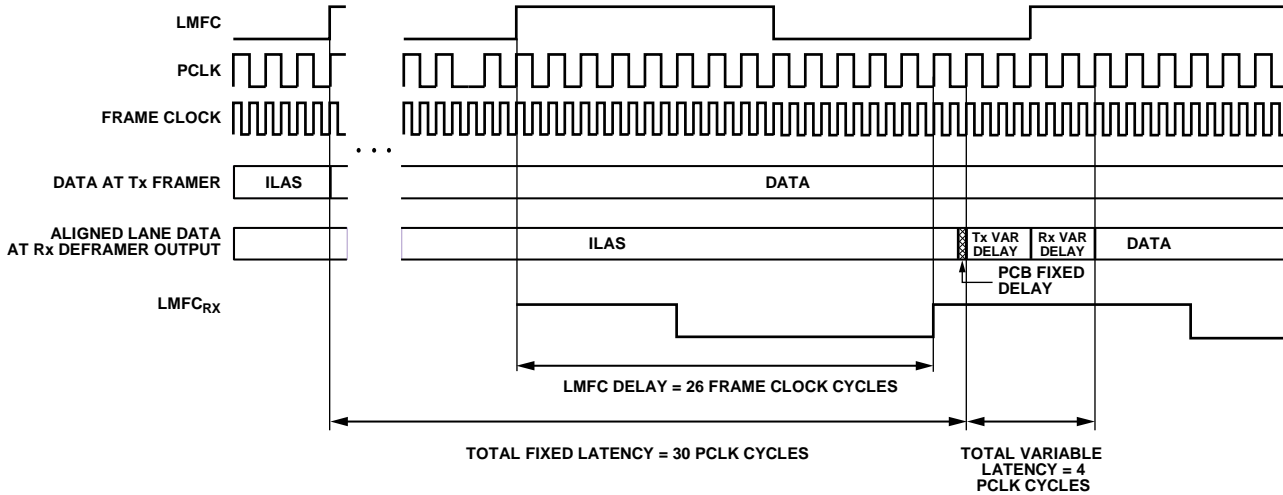 LMFC
PCLK
FRAME CLOCK
. . .
DATA AT Tx FRAMER
ILAS
DATA
ALIGNED LANE DATA
AT Rx DEFRAMER OUTPUT
ILAS
Tx VAR
DELAY
Rx VAR
DELAY
DATA
PCB FIXED
DELAY
LMFCRX
LMFC DELAY = 26 FRAME CLOCK CYCLES
TOTAL FIXED LATENCY = 30 PCLK CYCLES
TOTAL VARIABLE
LATENCY = 4
PCLK CYCLES